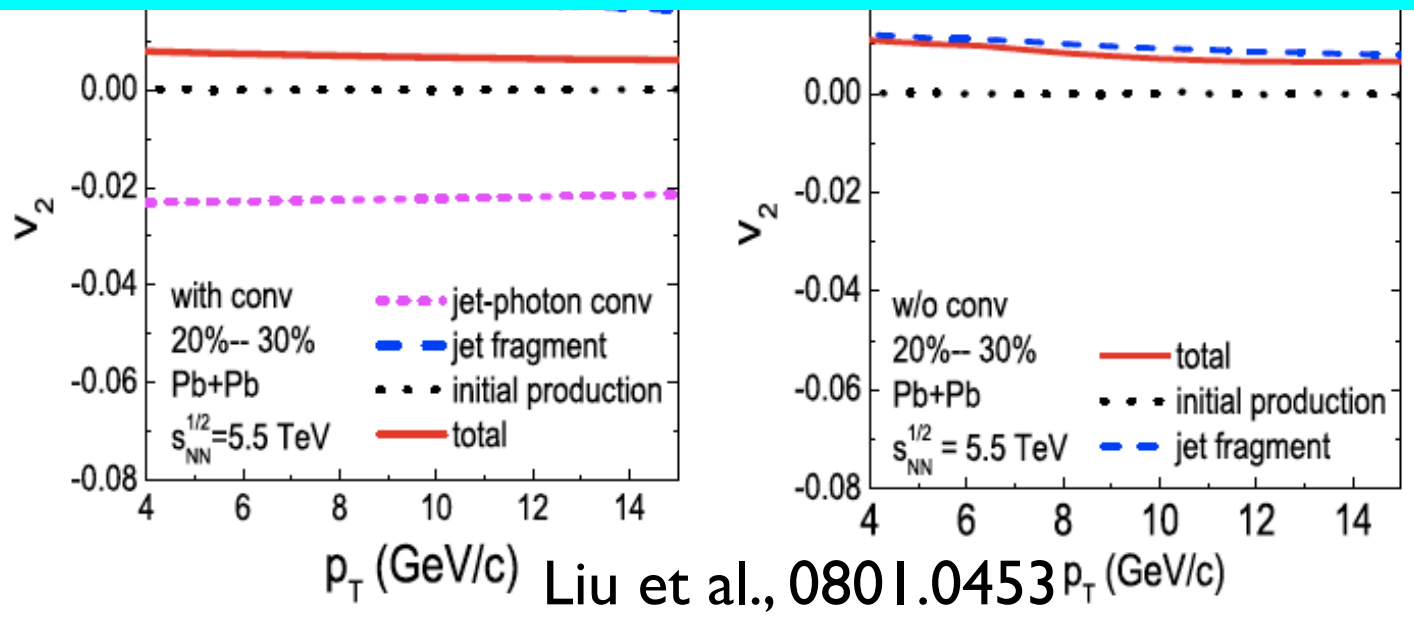 0.00
-0.02
-0.04
-0.06
-0.08
v2
with conv
20%-- 30%
Pb+Pb
s_NN^1/2=5.5 TeV
jet-photon conv
jet fragment
initial production
total
4 6 8 10 12 14
pT (GeV/c)
0.00
-0.02
-0.04
-0.06
-0.08
v2
w/o conv
20%-- 30%
Pb+Pb
s_NN^1/2 = 5.5 TeV
total
initial production
jet fragment
4 6 8 10 12 14
pT (GeV/c)
Liu et al., 0801.0453